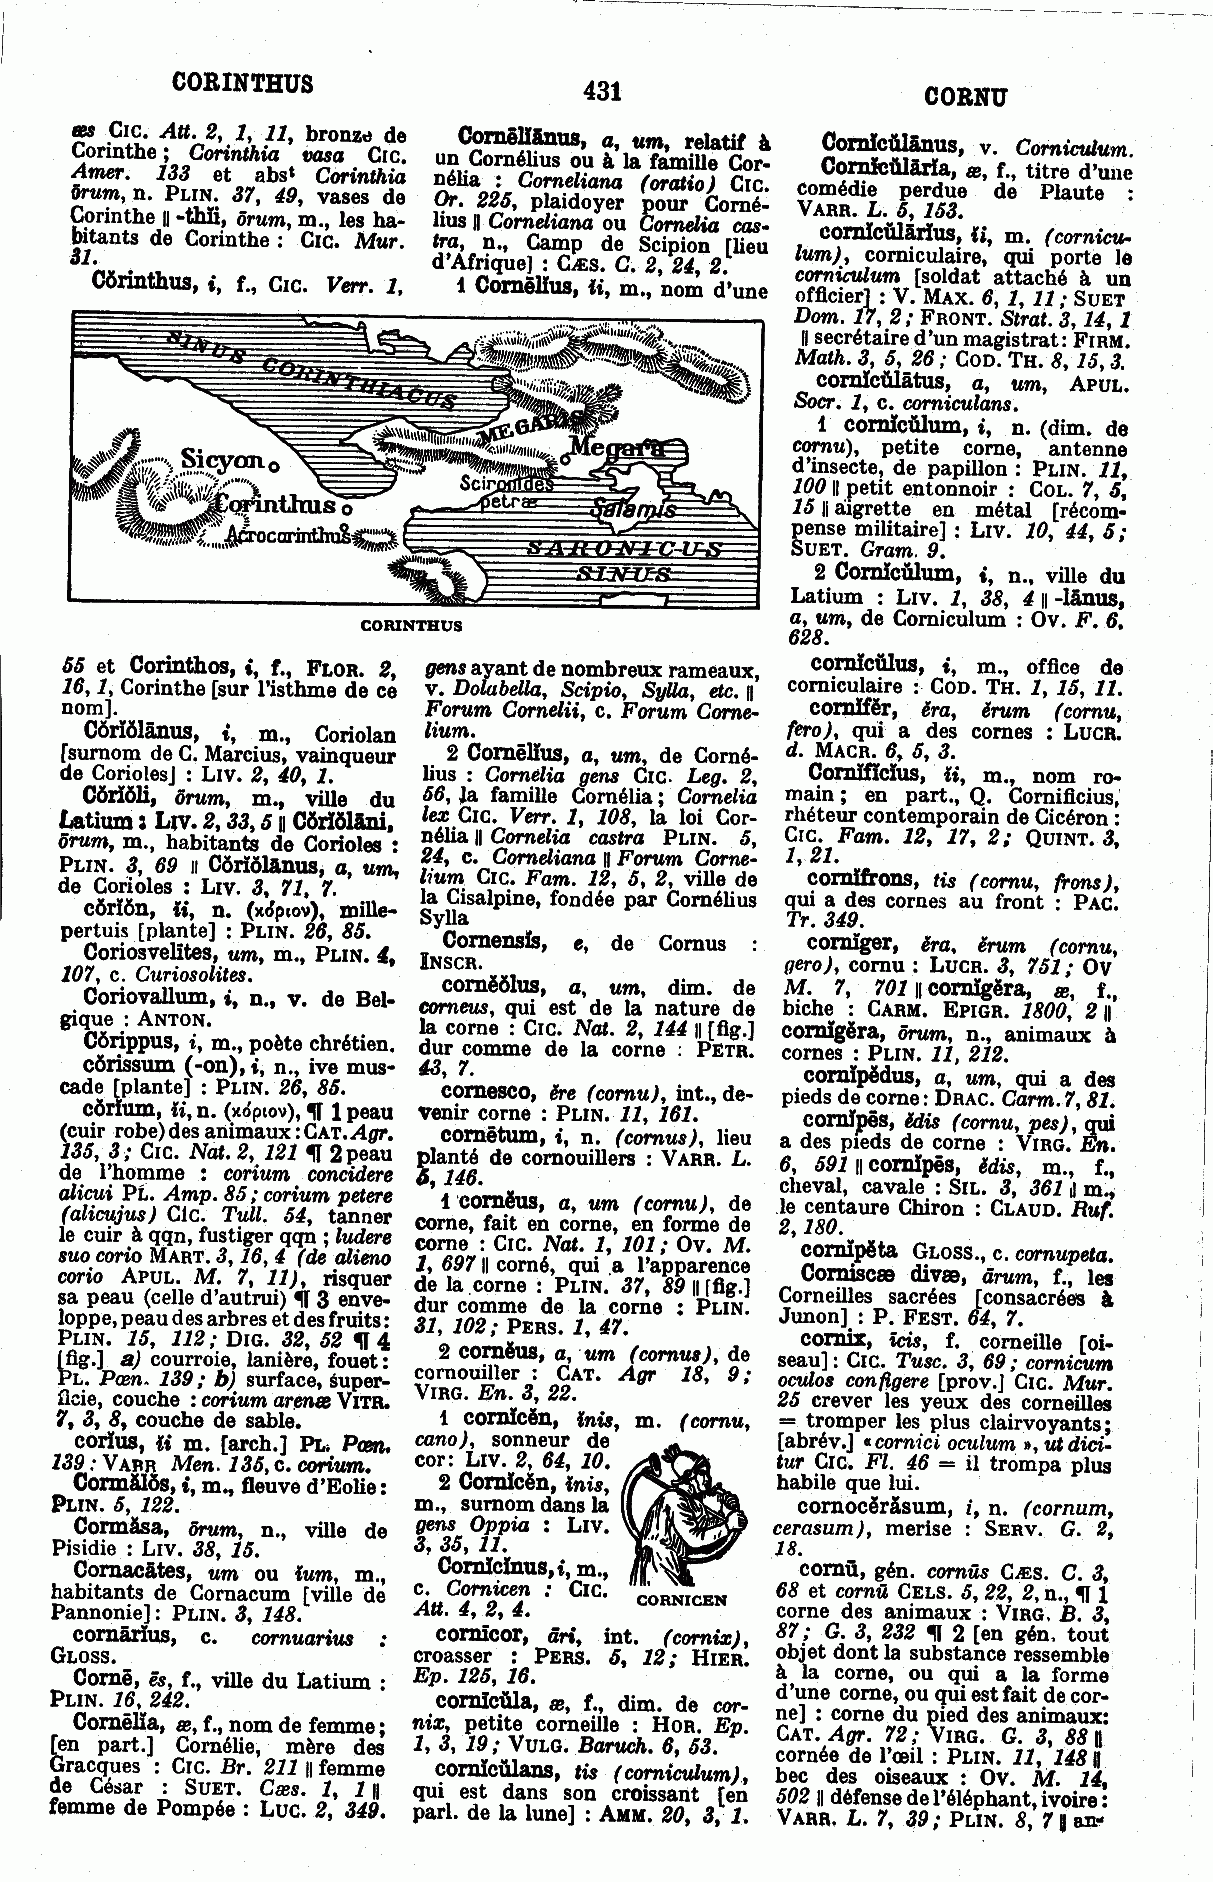 CORINTHUS
431
CORNU
æs CIC. Att. 2, 1, 11, bronze de
Corinthe ; Corinthia vasa CIC.
Amer. 133 et absᵗ Corinthia
ōrum, n. PLIN. 37, 49, vases de
Corinthe || -thĭi, ōrum, m., les ha-
bitants de Corinthe : CIC. Mur.
31.
Cŏrinthus, i, f., CIC. Verr. 1,
SINUS CORINTHIACUS
MEGARIS
Megara
Sicyon
Scironides
petræ
Corinthus
Salamis
Acrocorinthus
SARONICUS
SINUS
CORINTHUS
55 et Corinthos, i, f., FLOR. 2,
16, 1, Corinthe [sur l'isthme de ce
nom].
Cŏrĭŏlānus, i, m., Coriolan
[surnom de C. Marcius, vainqueur
de Corioles] : LIV. 2, 40, 1.
Cŏrĭŏli, ōrum, m., ville du
Latium : LIV. 2, 33, 5 || Cŏrĭŏlāni,
ōrum, m., habitants de Corioles :
PLIN. 3, 69 || Cŏrĭŏlānus, a, um,
de Corioles : LIV. 3, 71, 7.
cŏrĭŏn, ĭi, n. (κόριον), mille-
pertuis [plante] : PLIN. 26, 85.
Coriosvelites, um, m., PLIN. 4,
107, c. Curiosolites.
Coriovallum, i, n., v. de Bel-
gique : ANTON.
Cŏrippus, i, m., poète chrétien.
cŏrissum (-on), i, n., ive mus-
cade [plante] : PLIN. 26, 85.
cŏrĭum, ĭi, n. (χόριον), ¶ 1 peau
(cuir robe) des animaux : CAT. Agr.
135, 3 ; CIC. Nat. 2, 121 ¶ 2 peau
de l'homme : corium concidere
alicui PL. Amp. 85 ; corium petere
(alicujus) CIC. Tull. 54, tanner
le cuir à qqn, fustiger qqn ; ludere
suo corio MART. 3, 16, 4 (de alieno
corio APUL. M. 7, 11), risquer
sa peau (celle d'autrui) ¶ 3 enve-
loppe, peau des arbres et des fruits :
PLIN. 15, 112 ; DIG. 32, 52 ¶ 4
[fig.] a) courroie, lanière, fouet :
PL. Pœn. 139 ; b) surface, super-
ficie, couche : corium arenæ VITR.
7, 3, 8, couche de sable.
corĭus, ĭi m. [arch.] PL. Pœn.
139 : VARR Men. 135, c. corium.
Cormălŏs, i, m., fleuve d'Eolie :
PLIN. 5, 122.
Cormăsa, ōrum, n., ville de
Pisidie : LIV. 38, 15.
Cornacātes, um ou ĭum, m.,
habitants de Cornacum [ville de
Pannonie] : PLIN. 3, 148.
cornārĭus, c. cornuarius :
GLOSS.
Cornē, ēs, f., ville du Latium :
PLIN. 16, 242.
Cornēlĭa, æ, f., nom de femme ;
[en part.] Cornélie, mère des
Gracques : CIC. Br. 211 || femme
de César : SUET. Cæs. 1, 1 ||
femme de Pompée : LUC. 2, 349.
Cornēlĭānus, a, um, relatif à
un Cornélius ou à la famille Cor-
nélia : Corneliana (oratio) CIC.
Or. 225, plaidoyer pour Corné-
lius || Corneliana ou Cornelia cas-
tra, n., Camp de Scipion [lieu
d'Afrique] : CÆS. C. 2, 24, 2.
1 Cornēlĭus, ĭi, m., nom d'une
gens ayant de nombreux rameaux,
v. Dolabella, Scipio, Sylla, etc. ||
Forum Cornelii, c. Forum Corne-
lium.
2 Cornēlĭus, a, um, de Corné-
lius : Cornelia gens CIC. Leg. 2,
56, la famille Cornélia ; Cornelia
lex CIC. Verr. 1, 108, la loi Cor-
nélia || Cornelia castra PLIN. 5,
24, c. Corneliana || Forum Corne-
lium CIC. Fam. 12, 5, 2, ville de
la Cisalpine, fondée par Cornélius
Sylla
Cornensĭs, e, de Cornus :
INSCR.
cornĕŏlus, a, um, dim. de
corneus, qui est de la nature de
la corne : CIC. Nat. 2, 144 || [fig.]
dur comme de la corne : PETR.
43, 7.
cornesco, ĕre (cornu), int., de-
venir corne : PLIN. 11, 161.
cornētum, i, n. (cornus), lieu
planté de cornouillers : VARR. L.
5, 146.
1 cornĕus, a, um (cornu), de
corne, fait en corne, en forme de
corne : CIC. Nat. 1, 101 ; OV. M.
1, 697 || corné, qui a l'apparence
de la corne : PLIN. 37, 89 || [fig.]
dur comme de la corne : PLIN.
31, 102 ; PERS. 1, 47.
2 cornĕus, a, um (cornus), de
cornouiller : CAT. Agr 18, 9 ;
VIRG. En. 3, 22.
1 cornĭcĕn, ĭnis, m. (cornu,
cano), sonneur de
cor : LIV. 2, 64, 10.
2 Cornĭcĕn, ĭnis,
m., surnom dans la
gens Oppia : LIV.
3, 35, 11.
Cornĭcĭnus, i, m.,
c. Cornicen : CIC.
Att. 4, 2, 4.
CORNICEN
cornĭcor, āri, int. (cornix),
croasser : PERS. 5, 12 ; HIER.
Ep. 125, 16.
cornĭcŭla, æ, f., dim. de cor-
nix, petite corneille : HOR. Ep.
1, 3, 19 ; VULG. Baruch. 6, 53.
cornĭcŭlans, tis (corniculum),
qui est dans son croissant [en
parl. de la lune] : AMM. 20, 3, 1.
Cornĭcŭlānus, v. Corniculum.
Cornĭcŭlārĭa, æ, f., titre d'une
comédie perdue de Plaute :
VARR. L. 5, 153.
cornĭcŭlārĭus, ĭi, m. (cornicu-
lum), corniculaire, qui porte le
corniculum [soldat attaché à un
officier] : V. MAX. 6, 1, 11 ; SUET
Dom. 17, 2 ; FRONT. Strat. 3, 14, 1
|| secrétaire d'un magistrat : FIRM.
Math. 3, 5, 26 ; COD. TH. 8, 15, 3.
cornĭcŭlātus, a, um, APUL.
Socr. 1, c. corniculans.
1 cornĭcŭlum, i, n. (dim. de
cornu), petite corne, antenne
d'insecte, de papillon : PLIN. 11,
100 || petit entonnoir : COL. 7, 5,
15 || aigrette en métal [récom-
pense militaire] : LIV. 10, 44, 5 ;
SUET. Gram. 9.
2 Cornĭcŭlum, i, n., ville du
Latium : LIV. 1, 38, 4 || -lānus,
a, um, de Corniculum : OV. F. 6,
628.
cornĭcŭlus, i, m., office de
corniculaire : COD. TH. 1, 15, 11.
cornĭfĕr, ĕra, ĕrum (cornu,
fero), qui a des cornes : LUCR.
d. MACR. 6, 5, 3.
Cornĭfĭcĭus, ĭi, m., nom ro-
main ; en part., Q. Cornificius,
rhéteur contemporain de Cicéron :
CIC. Fam. 12, 17, 2 ; QUINT. 3,
1, 21.
cornĭfrons, tis (cornu, frons),
qui a des cornes au front : PAC.
Tr. 349.
cornĭger, ĕra, ĕrum (cornu,
gero), cornu : LUCR. 3, 751 ; OV
M. 7, 701 || cornĭgĕra, æ, f.,
biche : CARM. EPIGR. 1800, 2 ||
cornĭgĕra, ōrum, n., animaux à
cornes : PLIN. 11, 212.
cornĭpĕdus, a, um, qui a des
pieds de corne : DRAC. Carm. 7, 81.
cornĭpēs, ĕdis (cornu, pes), qui
a des pieds de corne : VIRG. En.
6, 591 || cornĭpēs, ĕdis, m., f.,
cheval, cavale : SIL. 3, 361 || m.,
le centaure Chiron : CLAUD. Ruf.
2, 180.
cornĭpĕta GLOSS., c. cornupeta.
Corniscæ divæ, ārum, f., les
Corneilles sacrées [consacrées à
Junon] : P. FEST. 64, 7.
cornix, īcis, f. corneille [oi-
seau] : CIC. Tusc. 3, 69 ; cornicum
oculos configere [prov.] CIC. Mur.
25 crever les yeux des corneilles
= tromper les plus clairvoyants ;
[abrév.] « cornici oculum », ut dici-
tur CIC. Fl. 46 = il trompa plus
habile que lui.
cornocĕrăsum, i, n. (cornum,
cerasum), merise : SERV. G. 2,
18.
cornū, gén. cornūs CÆS. C. 3,
68 et cornū CELS. 5, 22, 2, n., ¶ 1
corne des animaux : VIRG. B. 3,
87 ; G. 3, 232 ¶ 2 [en gén. tout
objet dont la substance ressemble
à la corne, ou qui a la forme
d'une corne, ou qui est fait de cor-
ne] : corne du pied des animaux :
CAT. Agr. 72 ; VIRG. G. 3, 88 ||
cornée de l'œil : PLIN. 11, 148 ||
bec des oiseaux : OV. M. 14,
502 || défense de l'éléphant, ivoire :
VARR. L. 7, 39 ; PLIN. 8, 7 || an-